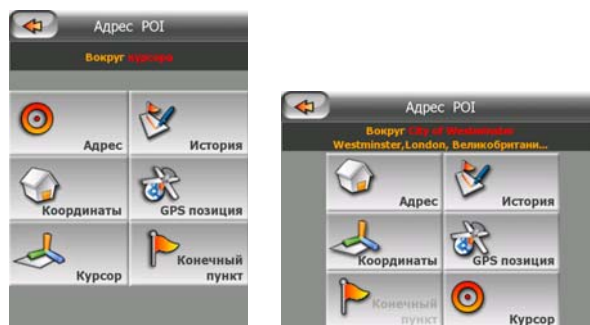 Адрес POI
Вокруг курсора
Адрес
История
Координаты
GPS позиция
Курсор
Конечный
пункт
Адрес POI
Вокруг City of Westminster
Westminster,London, Великобритани...
Адрес
История
Координаты
GPS позиция
Конечный
пункт
Курсор